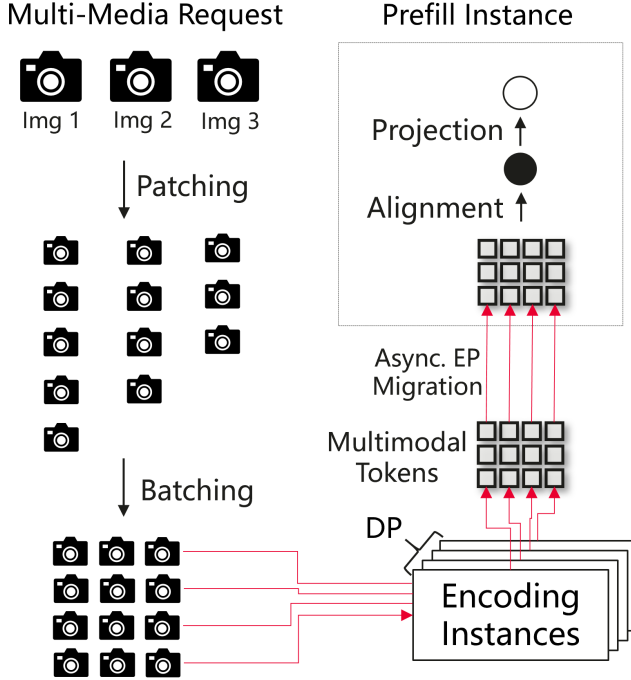 Multi-Media Request
Prefill Instance
Img 1
Img 2
Img 3
Projection
Patching
Alignment
Async. EP
Migration
Multimodal
Tokens
Batching
DP
Encoding
Instances